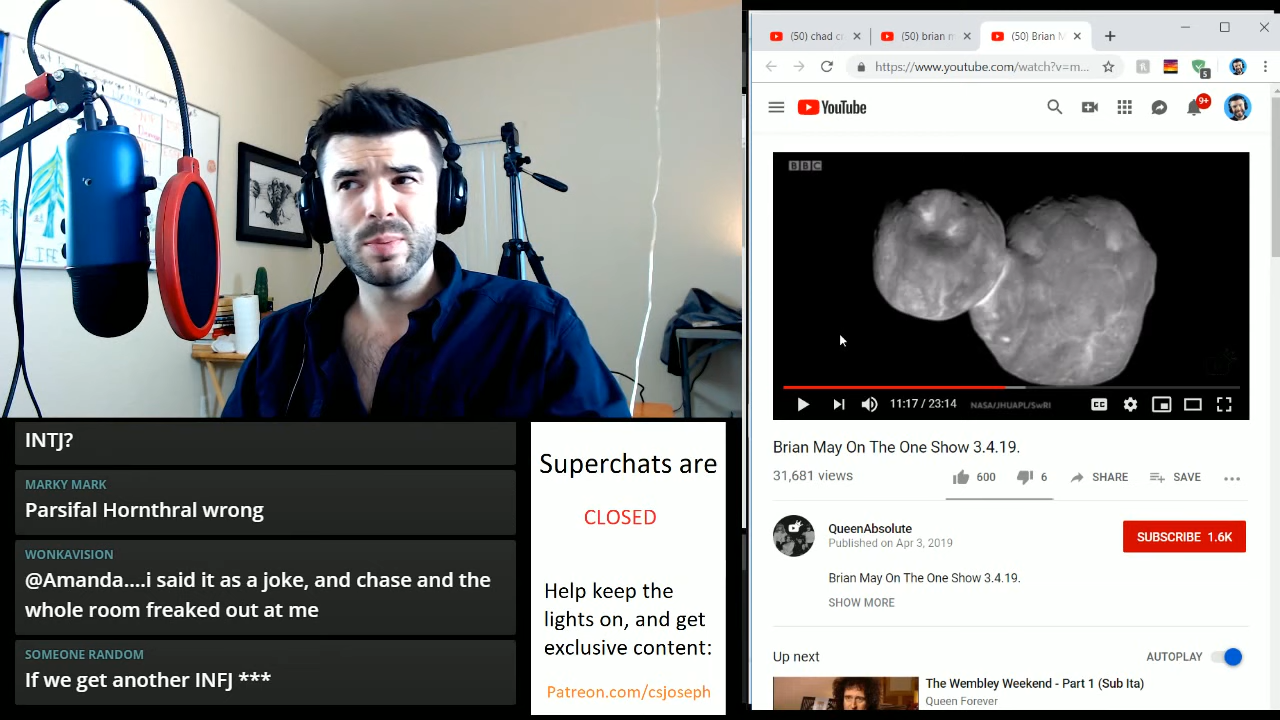 (50) chad c
(50) brian m
(50) Brian M
https://www.youtube.com/watch?v=m...
5
YouTube
9+
BBC
LIFE
11:17 / 23:14
NASA/JHUAPL/SwRI
CC
Brian May On The One Show 3.4.19.
31,681 views
600
6
SHARE
SAVE
QueenAbsolute
Published on Apr 3, 2019
SUBSCRIBE 1.6K
Brian May On The One Show 3.4.19.
SHOW MORE
Up next
AUTOPLAY
The Wembley Weekend - Part 1 (Sub Ita)
Queen Forever
INTJ?
MARKY MARK
Parsifal Hornthral wrong
WONKAVISION
@Amanda....i said it as a joke, and chase and the
whole room freaked out at me
SOMEONE RANDOM
If we get another INFJ ***
Superchats are
CLOSED
Help keep the
lights on, and get
exclusive content:
Patreon.com/csjoseph